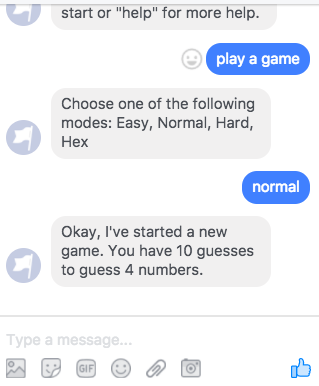 start or "help" for more help.
play a game
Choose one of the following
modes: Easy, Normal, Hard,
Hex
normal
Okay, I've started a new
game. You have 10 guesses
to guess 4 numbers.
Type a message...
GIF